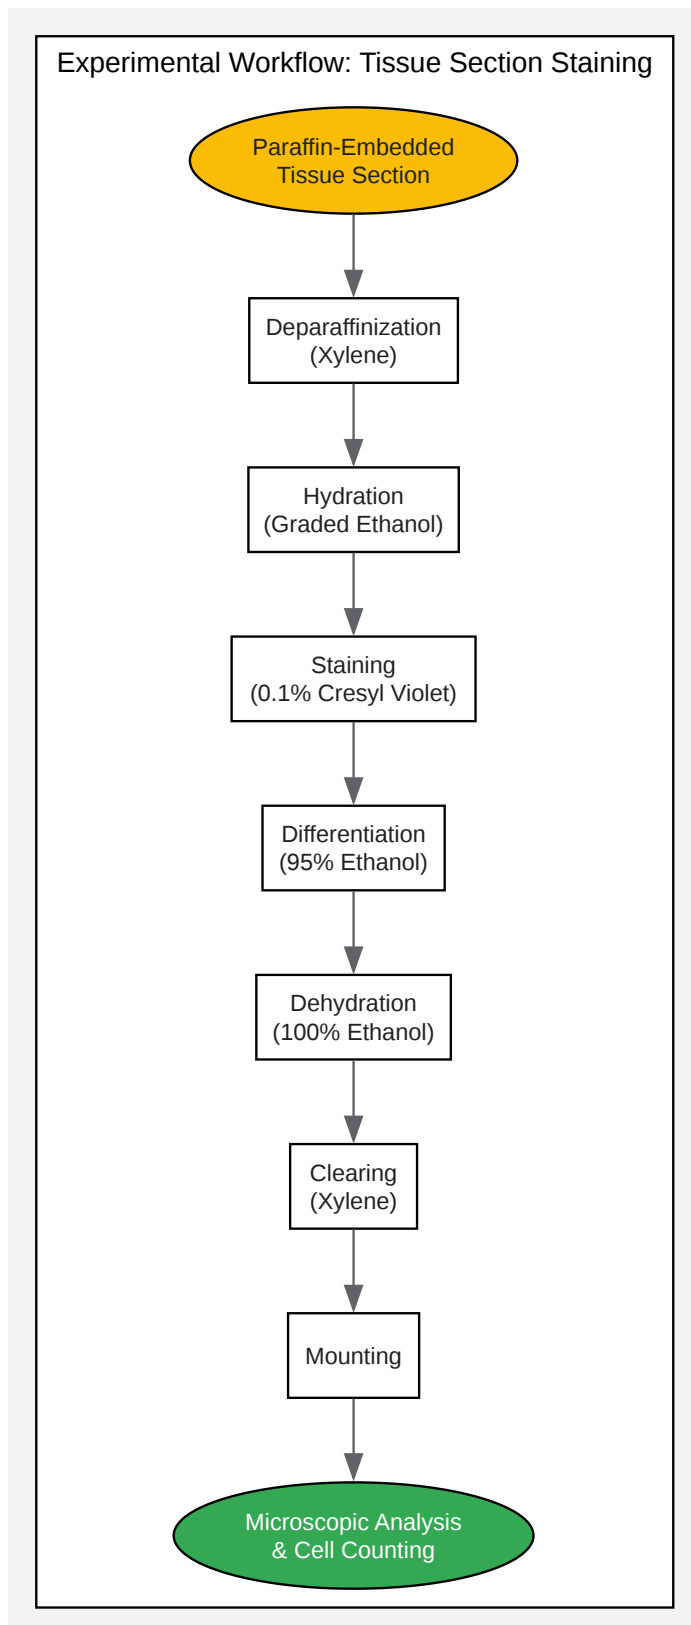 Experimental Workflow: Tissue Section Staining
Paraffin-Embedded
Tissue Section
Deparaffinization
(Xylene)
Hydration
(Graded Ethanol)
Staining
(0.1% Cresyl Violet)
Differentiation
(95% Ethanol)
Dehydration
(100% Ethanol)
Clearing
(Xylene)
Mounting
Microscopic Analysis
& Cell Counting